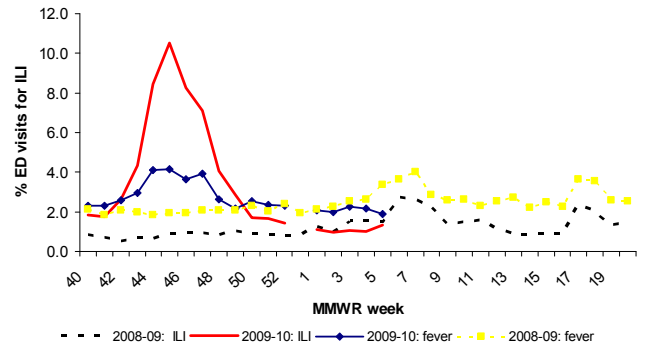 12.0
10.0
8.0
6.0
4.0
2.0
0.0
% ED visits for ILI
40 42 44 46 48 50 52 1 3 5 7 9 11 13 15 17 19
MMWR week
2008-09: ILI 2009-10: ILI 2009-10: fever 2008-09: fever